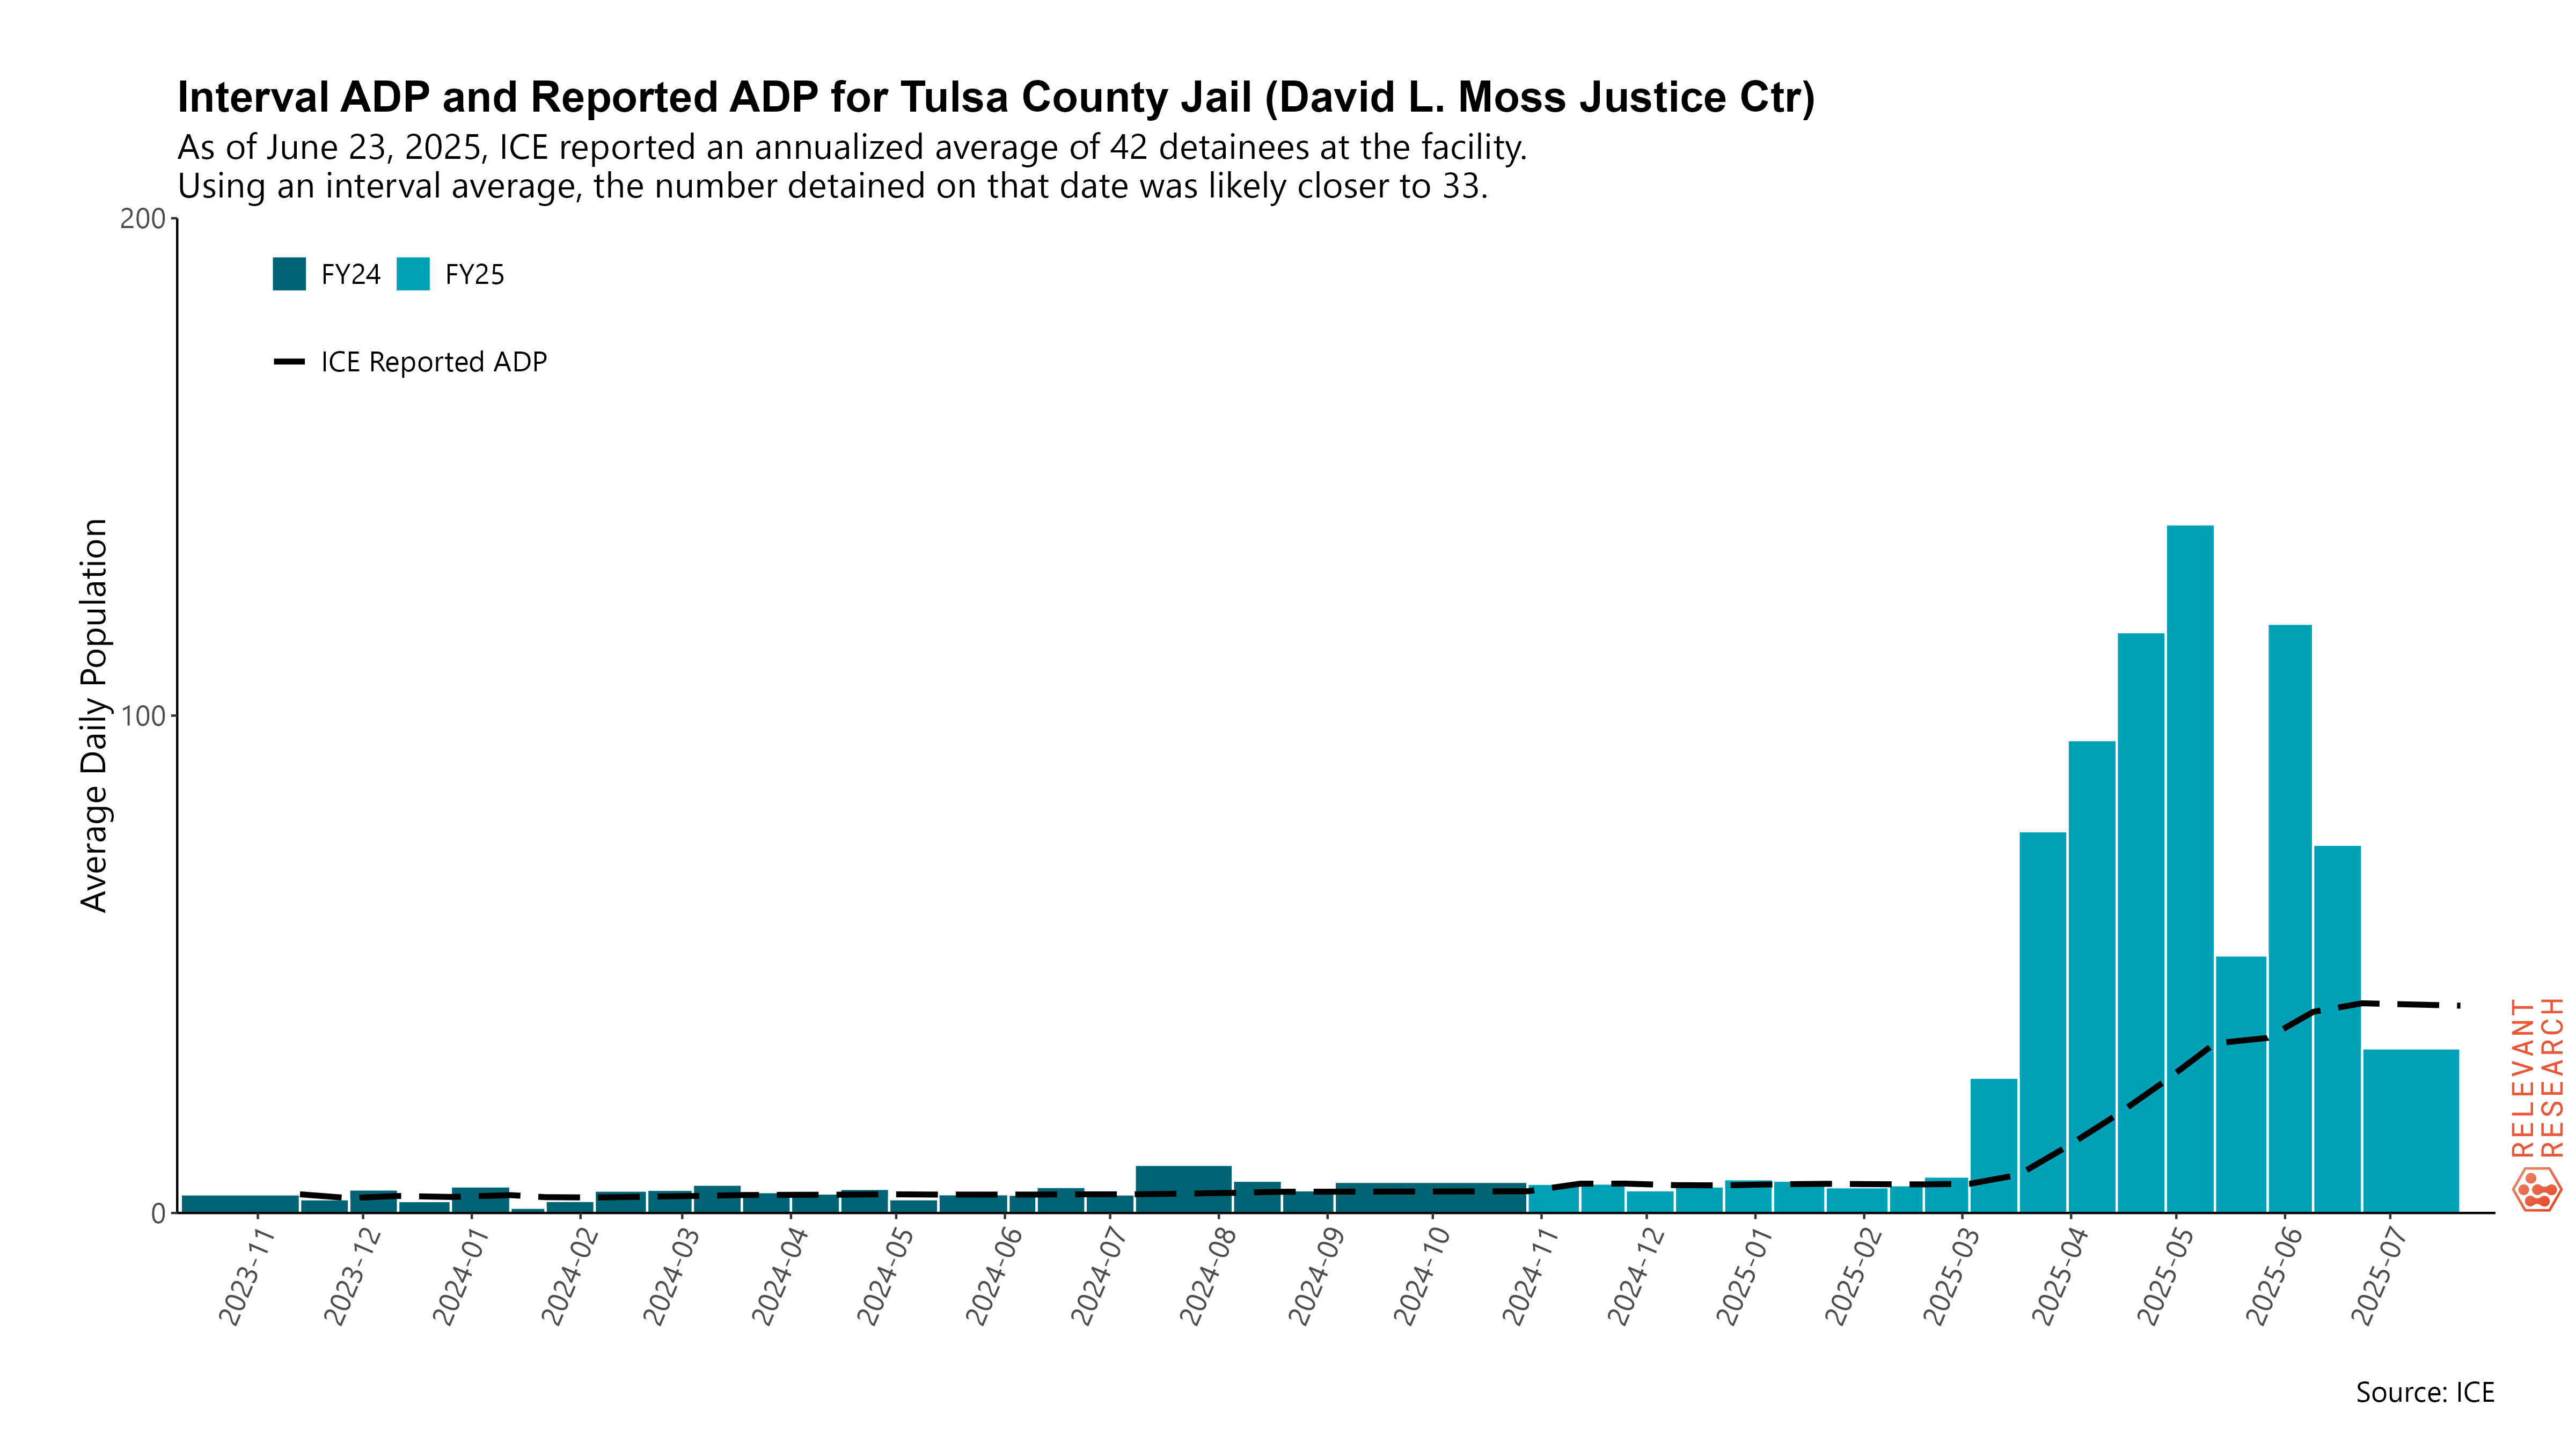 Interval ADP and Reported ADP for Tulsa County Jail (David L. Moss Justice Ctr)
As of June 23, 2025, ICE reported an annualized average of 42 detainees at the facility.
Using an interval average, the number detained on that date was likely closer to 33.
200
FY24
FY25
ICE Reported ADP
Average Daily Population
100
0
2023-11
2023-12
2024-01
2024-02
2024-03
2024-04
2024-05
2024-06
2024-07
2024-08
2024-09
2024-10
2024-11
2024-12
2025-01
2025-02
2025-03
2025-04
2025-05
2025-06
2025-07
RELEVANT
RESEARCH
Source: ICE